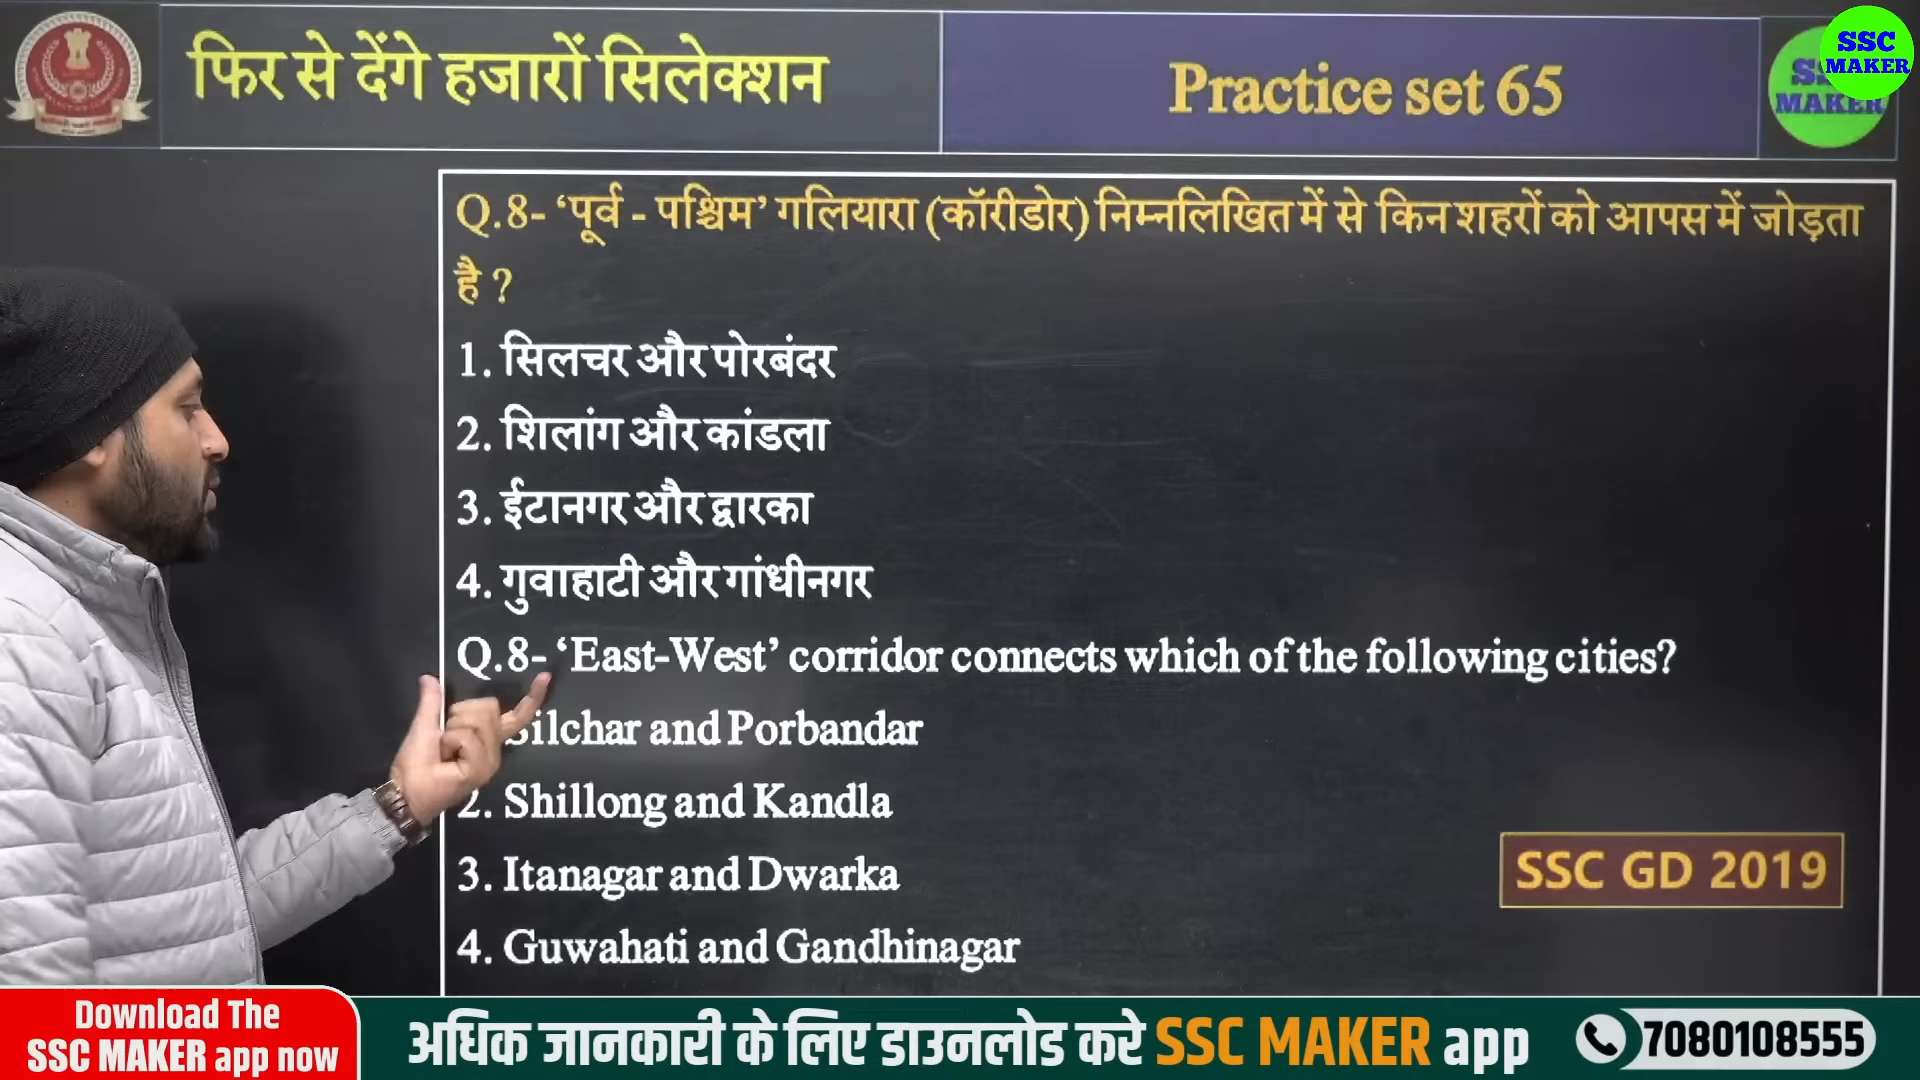 फिर से देंगे हजारों सिलेक्शन
Practice set 65
SSC
MAKER
MAKER
Q.8- ‘पूर्व - पश्चिम’ गलियारा (कॉरीडोर) निम्नलिखित में से किन शहरों को आपस में जोड़ता
है ?
1. सिलचर और पोरबंदर
2. शिलांग और कांडला
3. ईटानगर और द्वारका
4. गुवाहाटी और गांधीनगर
Q.8- ‘East-West’ corridor connects which of the following cities?
Silchar and Porbandar
2. Shillong and Kandla
3. Itanagar and Dwarka
SSC GD 2019
4. Guwahati and Gandhinagar
Download The
SSC MAKER app now
अधिक जानकारी के लिए डाउनलोड करे SSC MAKER app
7080108555